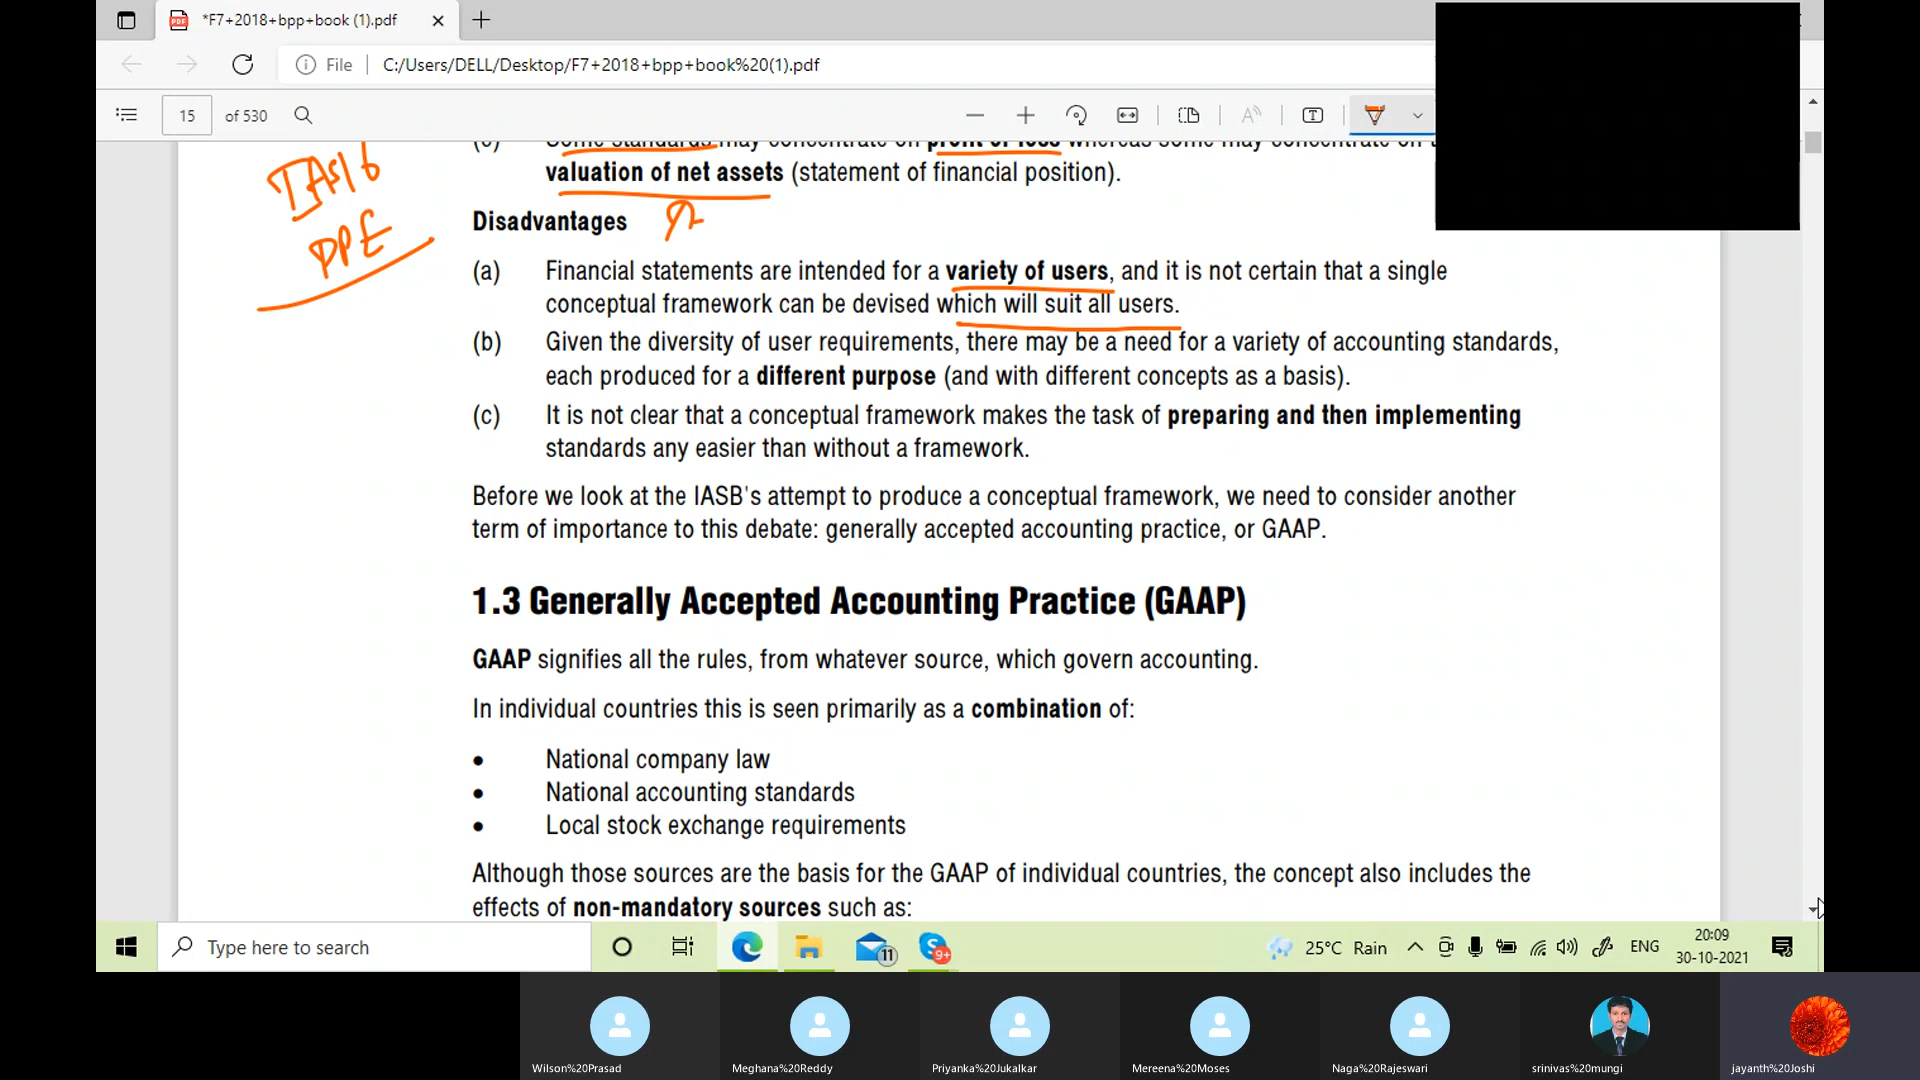 *F7+2018+bpp+book (1).pdf
File
C:/Users/DELL/Desktop/F7+2018+bpp+book%20(1).pdf
15 of 530
valuation of net assets (statement of financial position).
IAS16
PPE
Disadvantages
(a) Financial statements are intended for a variety of users, and it is not certain that a single
conceptual framework can be devised which will suit all users.
(b) Given the diversity of user requirements, there may be a need for a variety of accounting standards,
each produced for a different purpose (and with different concepts as a basis).
(c) It is not clear that a conceptual framework makes the task of preparing and then implementing
standards any easier than without a framework.
Before we look at the IASB's attempt to produce a conceptual framework, we need to consider another
term of importance to this debate: generally accepted accounting practice, or GAAP.
1.3 Generally Accepted Accounting Practice (GAAP)
GAAP signifies all the rules, from whatever source, which govern accounting.
In individual countries this is seen primarily as a combination of:
• National company law
• National accounting standards
• Local stock exchange requirements
Although those sources are the basis for the GAAP of individual countries, the concept also includes the
effects of non-mandatory sources such as:
Type here to search
11
9+
25°C Rain
ENG
20:09
30-10-2021
Wilson%20Prasad
Meghana%20Reddy
Priyanka%20Jukalkar
Mereena%20Moses
Naga%20Rajeswari
srinivas%20mungi
jayanth%20Joshi